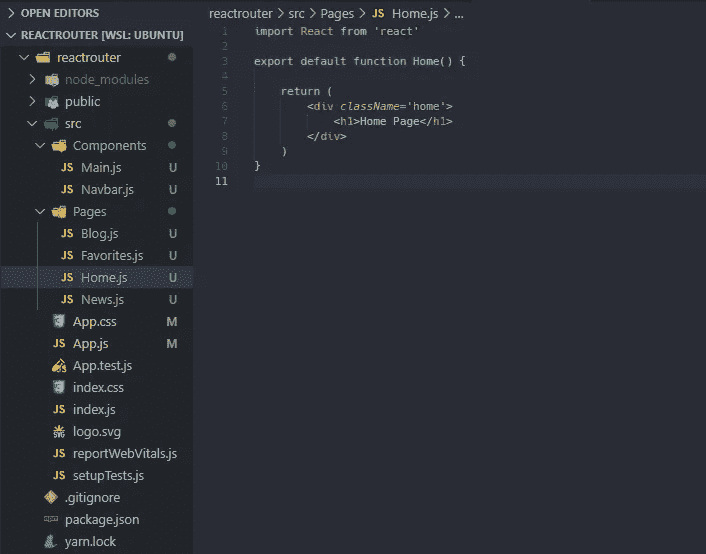 OPEN EDITORS
REACTROUTER [WSL: UBUNTU]
reactrouter
node_modules
public
src
Components
JS Main.js U
JS Navbar.js U
Pages
JS Blog.js U
JS Favorites.js U
JS Home.js U
JS News.js U
App.css M
JS App.js M
App.test.js
index.css
JS index.js
logo.svg
JS reportWebVitals.js
JS setupTests.js
.gitignore
package.json
yarn.lock
reactrouter > src > Pages > JS Home.js > ...
1 import React from 'react'
2
3 export default function Home() {
4
5 return (
6 <div className='home'>
7 <h1>Home Page</h1>
8 </div>
9 )
10 }
11